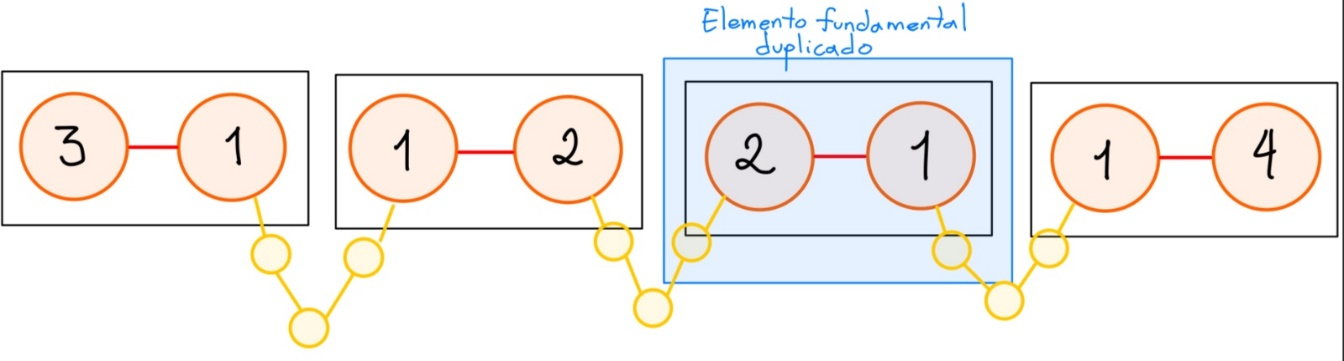 Elemento fundamental
duplicado
3 1 1 2 2 1 1 4